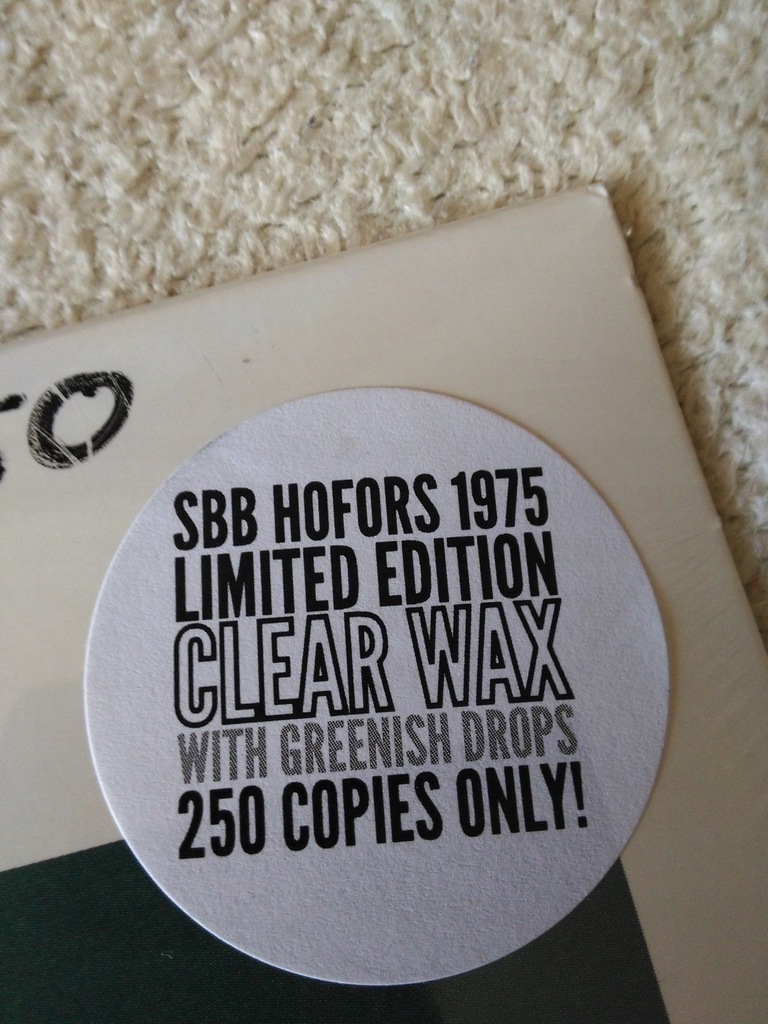 SBB HOFORS 1975
LIMITED EDITION
CLEAR WAX
WITH GREENISH DROPS
250 COPIES ONLY!